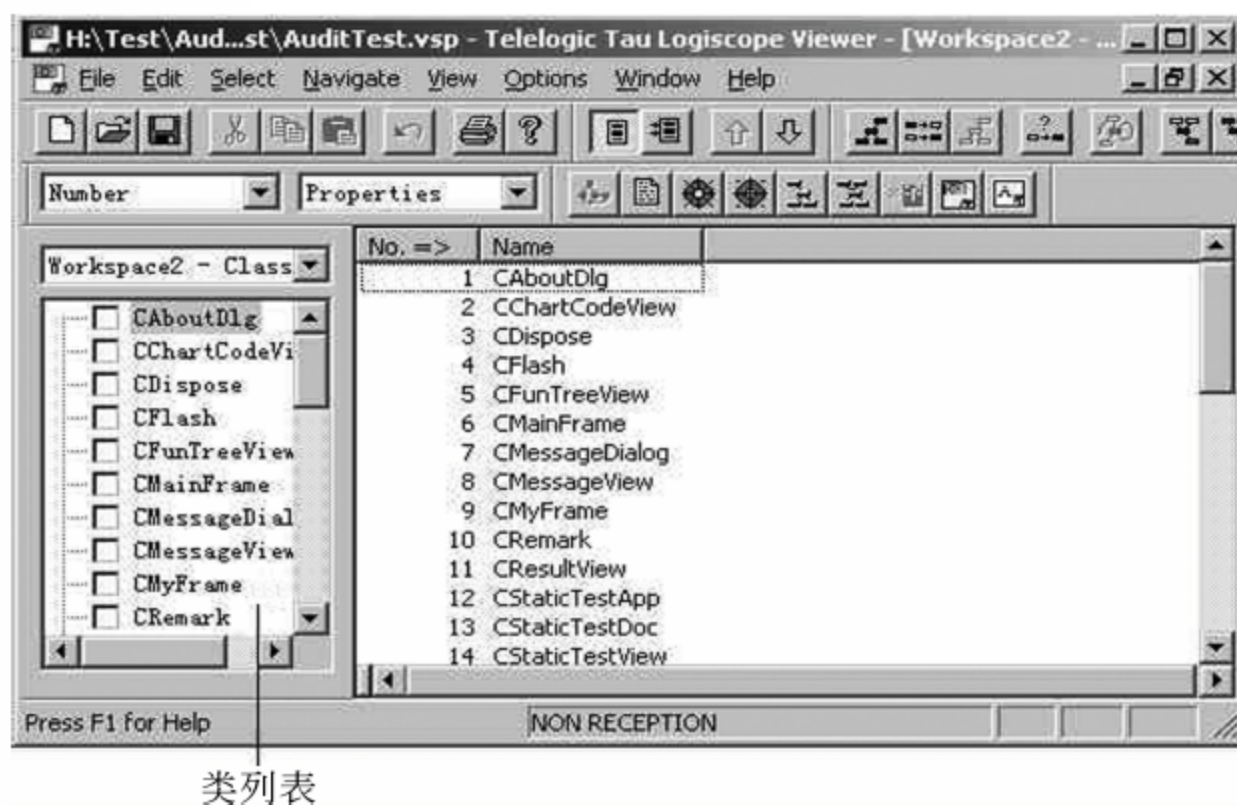 H:\Test\Aud...st\AuditTest.vsp - Telelogic Tau Logiscope Viewer - [Workspace2 - ...
File Edit Select Navigate View Options Window Help
Number Properties
Workspace2 - Class
CAboutDlg
CChartCodeVi
CDispose
CFlash
CFunTreeView
CMainFrame
CMessageDial
CMessageView
CMyFrame
CRemark
No. => Name
1 CAboutDlg
2 CChartCodeView
3 CDispose
4 CFlash
5 CFunTreeView
6 CMainFrame
7 CMessageDialog
8 CMessageView
9 CMyFrame
10 CRemark
11 CResultView
12 CStaticTestApp
13 CStaticTestDoc
14 CStaticTestView
Press F1 for Help NON RECEPTION
类列表